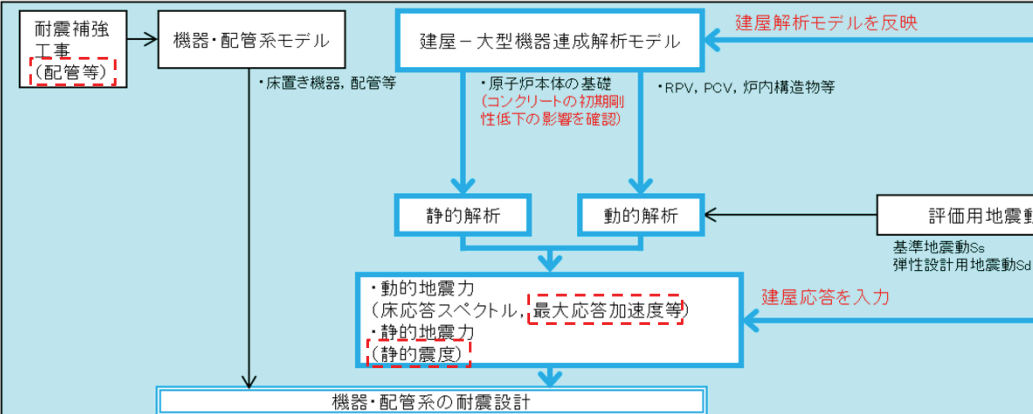 耐震補強
工事
(配管等)
機器・配管系モデル
建屋－大型機器連成解析モデル
建屋解析モデルを反映
・床置き機器, 配管等
・原子炉本体の基礎
(コンクリートの初期剛
性低下の影響を確認)
・RPV, PCV, 炉内構造物等
静的解析
動的解析
評価用地震動
基準地震動Ss
弾性設計用地震動Sd
・動的地震力
(床応答スペクトル, 最大応答加速度等)
・静的地震力
(静的震度)
建屋応答を入力
機器・配管系の耐震設計